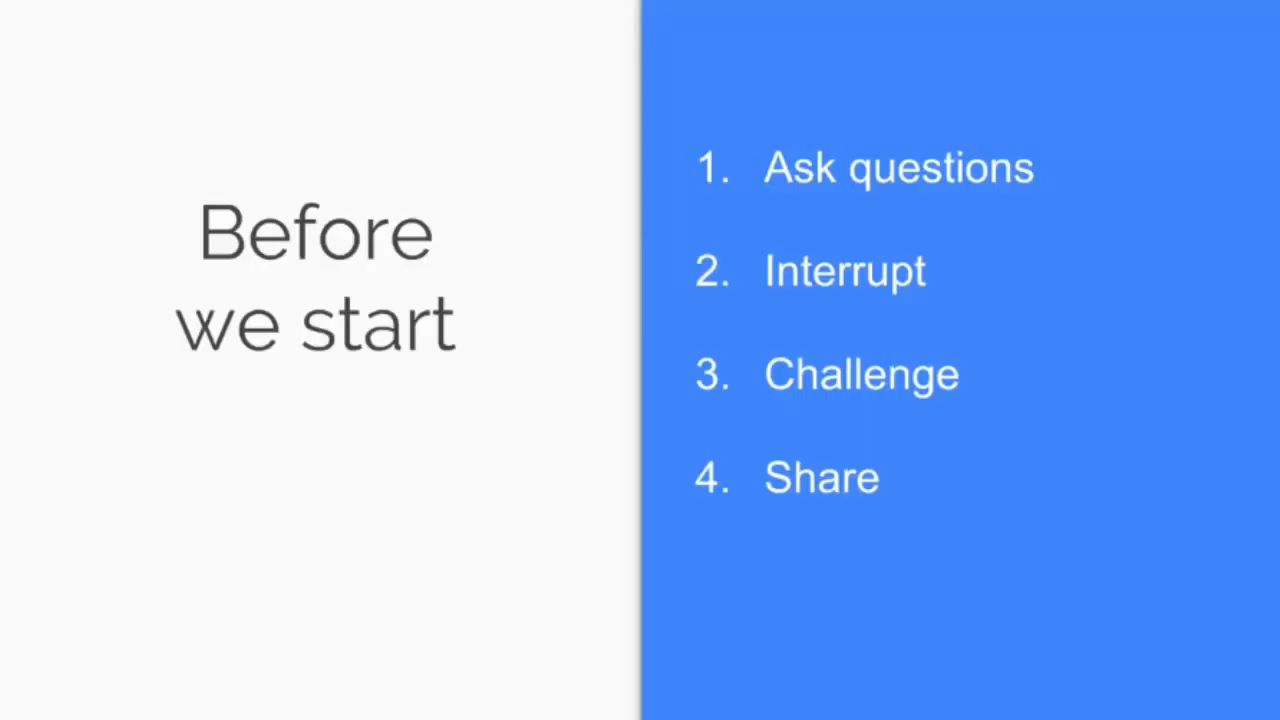 Before
we start
1. Ask questions
2. Interrupt
3. Challenge
4. Share